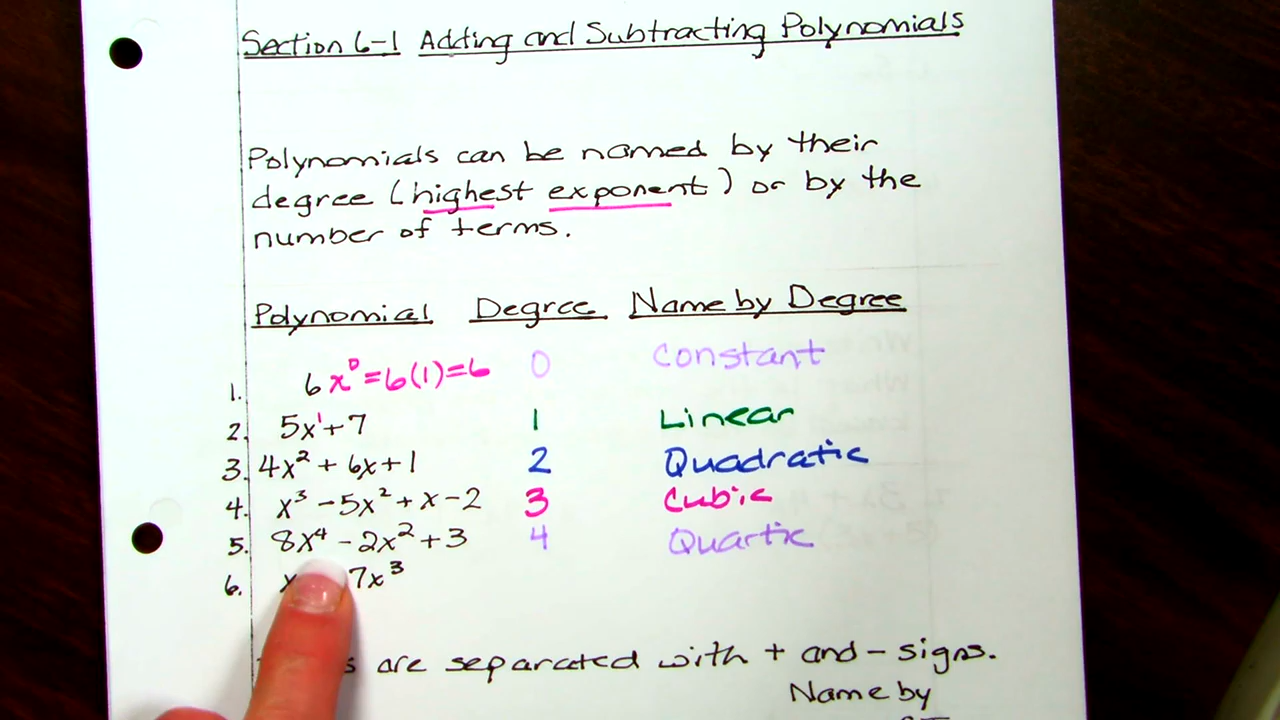 Section 6-1 Adding and Subtracting Polynomials
Polynomials can be named by their
degree (highest exponent) or by the
number of terms.
Polynomial Degree Name by Degree
1. 6x⁰=6(1)=6 0 constant
2. 5x¹+7 1 Linear
3. 4x² + 6x+1 2 Quadratic
4. x³ -5x² + x -2 3 Cubic
5. 8x⁴ -2x² +3 4 Quartic
6. x 7x³
are separated with + and - signs.
Name by